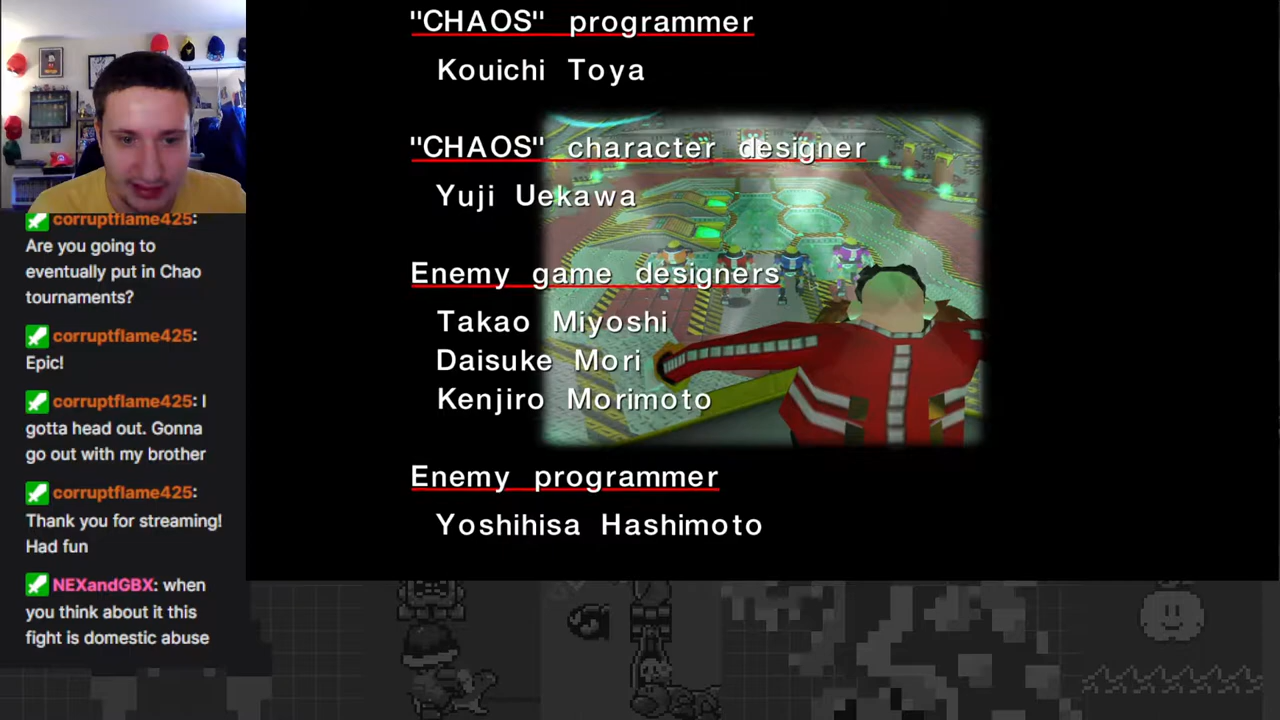 "CHAOS" programmer
Kouichi Toya
"CHAOS" character designer
Yuji Uekawa
Enemy game designers
Takao Miyoshi
Daisuke Mori
Kenjiro Morimoto
Enemy programmer
Yoshihisa Hashimoto
corruptflame425:
Are you going to
eventually put in Chao
tournaments?
corruptflame425:
Epic!
corruptflame425: I
gotta head out. Gonna
go out with my brother
corruptflame425:
Thank you for streaming!
Had fun
NEXandGBX: when
you think about it this
fight is domestic abuse